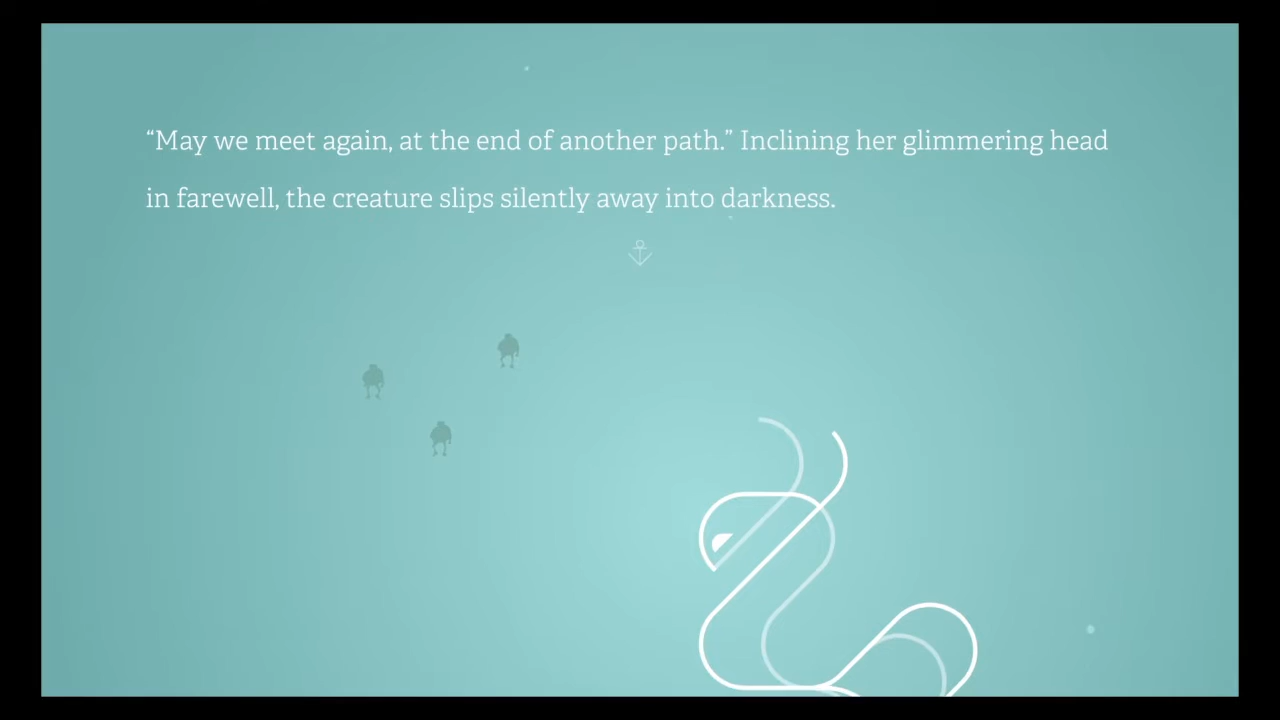 “May we meet again, at the end of another path.” Inclining her glimmering head
in farewell, the creature slips silently away into darkness.